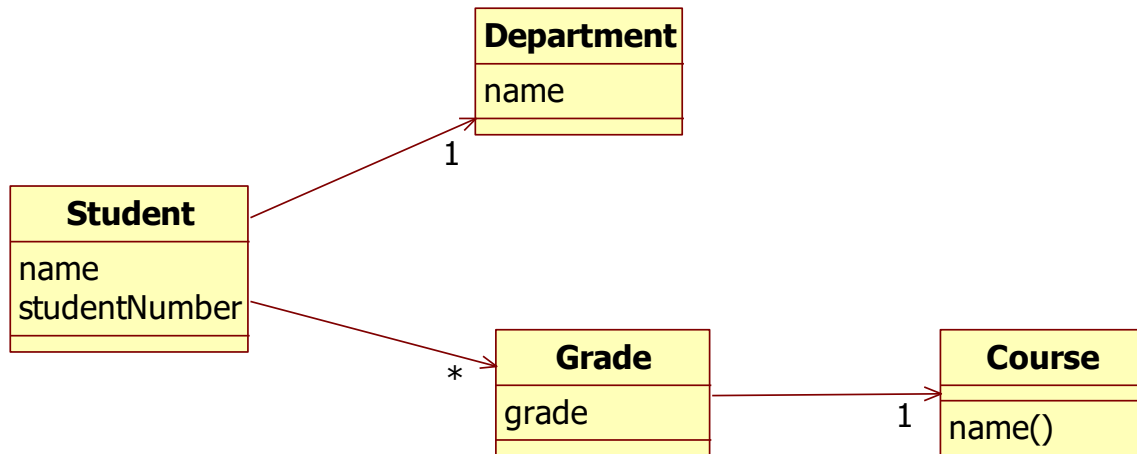 Department
name
1
Student
name
studentNumber
*
Grade
grade
1
Course
name()